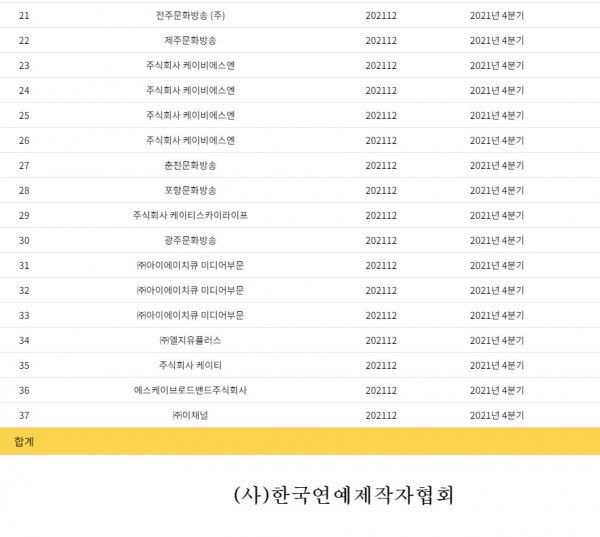 21 전주문화방송 (주) 202112 2021년 4분기
22 제주문화방송 202112 2021년 4분기
23 주식회사 케이비에스엔 202112 2021년 4분기
24 주식회사 케이비에스엔 202112 2021년 4분기
25 주식회사 케이비에스엔 202112 2021년 4분기
26 주식회사 케이비에스엔 202112 2021년 4분기
27 춘천문화방송 202112 2021년 4분기
28 포항문화방송 202112 2021년 4분기
29 주식회사 케이티스카이라이프 202112 2021년 4분기
30 광주문화방송 202112 2021년 4분기
31 ㈜아이에이치큐 미디어부문 202112 2021년 4분기
32 ㈜아이에이치큐 미디어부문 202112 2021년 4분기
33 ㈜아이에이치큐 미디어부문 202112 2021년 4분기
34 ㈜엘지유플러스 202112 2021년 4분기
35 주식회사 케이티 202112 2021년 4분기
36 에스케이브로드밴드주식회사 202112 2021년 4분기
37 ㈜이채널 202112 2021년 4분기
합계
(사)한국연예제작자협회